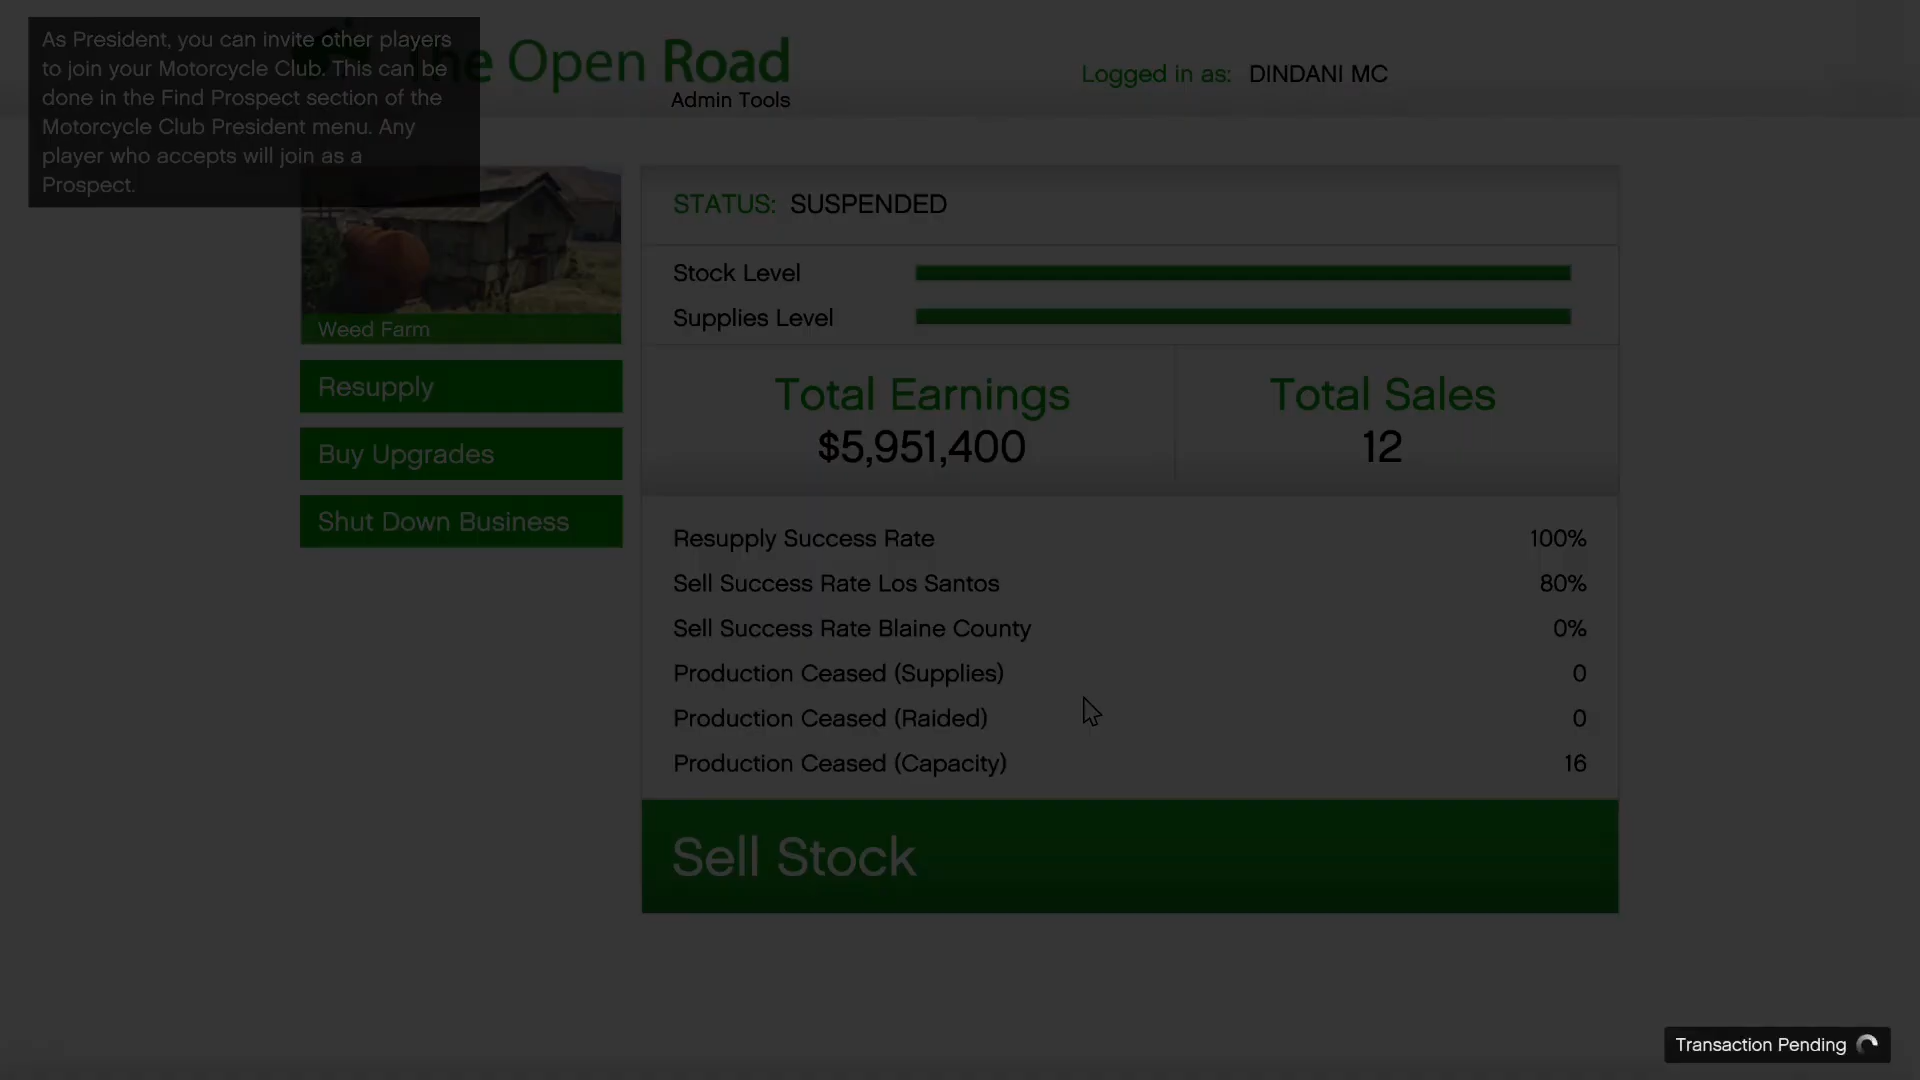 As President, you can invite other players
to join your Motorcycle Club. This can be
done in the Find Prospect section of the
Motorcycle Club President menu. Any
player who accepts will join as a
Prospect.
The Open Road
Admin Tools
Logged in as: DINDANI MC
Weed Farm
Resupply
Buy Upgrades
Shut Down Business
STATUS: SUSPENDED
Stock Level
Supplies Level
Total Earnings
$5,951,400
Total Sales
12
Resupply Success Rate 100%
Sell Success Rate Los Santos 80%
Sell Success Rate Blaine County 0%
Production Ceased (Supplies) 0
Production Ceased (Raided) 0
Production Ceased (Capacity) 16
Sell Stock
Transaction Pending